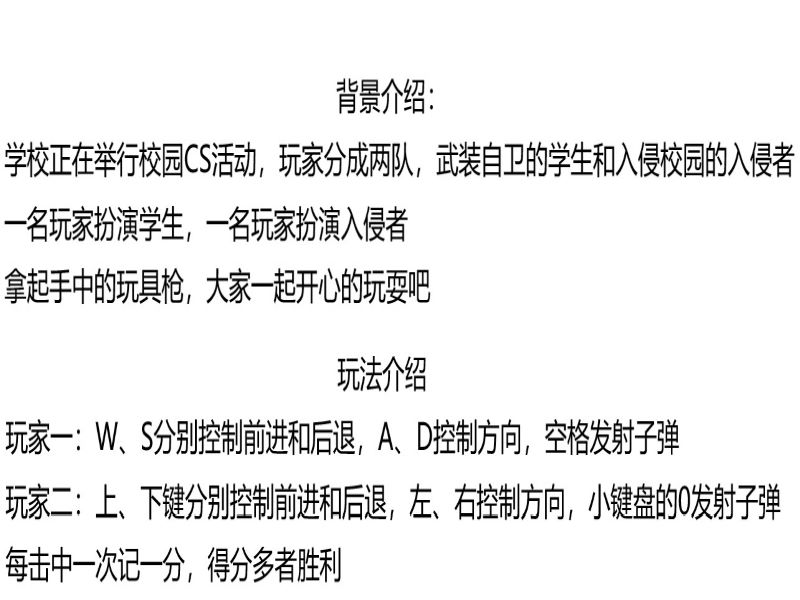 背景介绍：
学校正在举行校园CS活动，玩家分成两队，武装自卫的学生和入侵校园的入侵者
一名玩家扮演学生，一名玩家扮演入侵者
拿起手中的玩具枪，大家一起开心的玩耍吧
玩法介绍
玩家一：W、S分别控制前进和后退，A、D控制方向，空格发射子弹
玩家二：上、下键分别控制前进和后退，左、右控制方向，小键盘的0发射子弹
每击中一次记一分，得分多者胜利